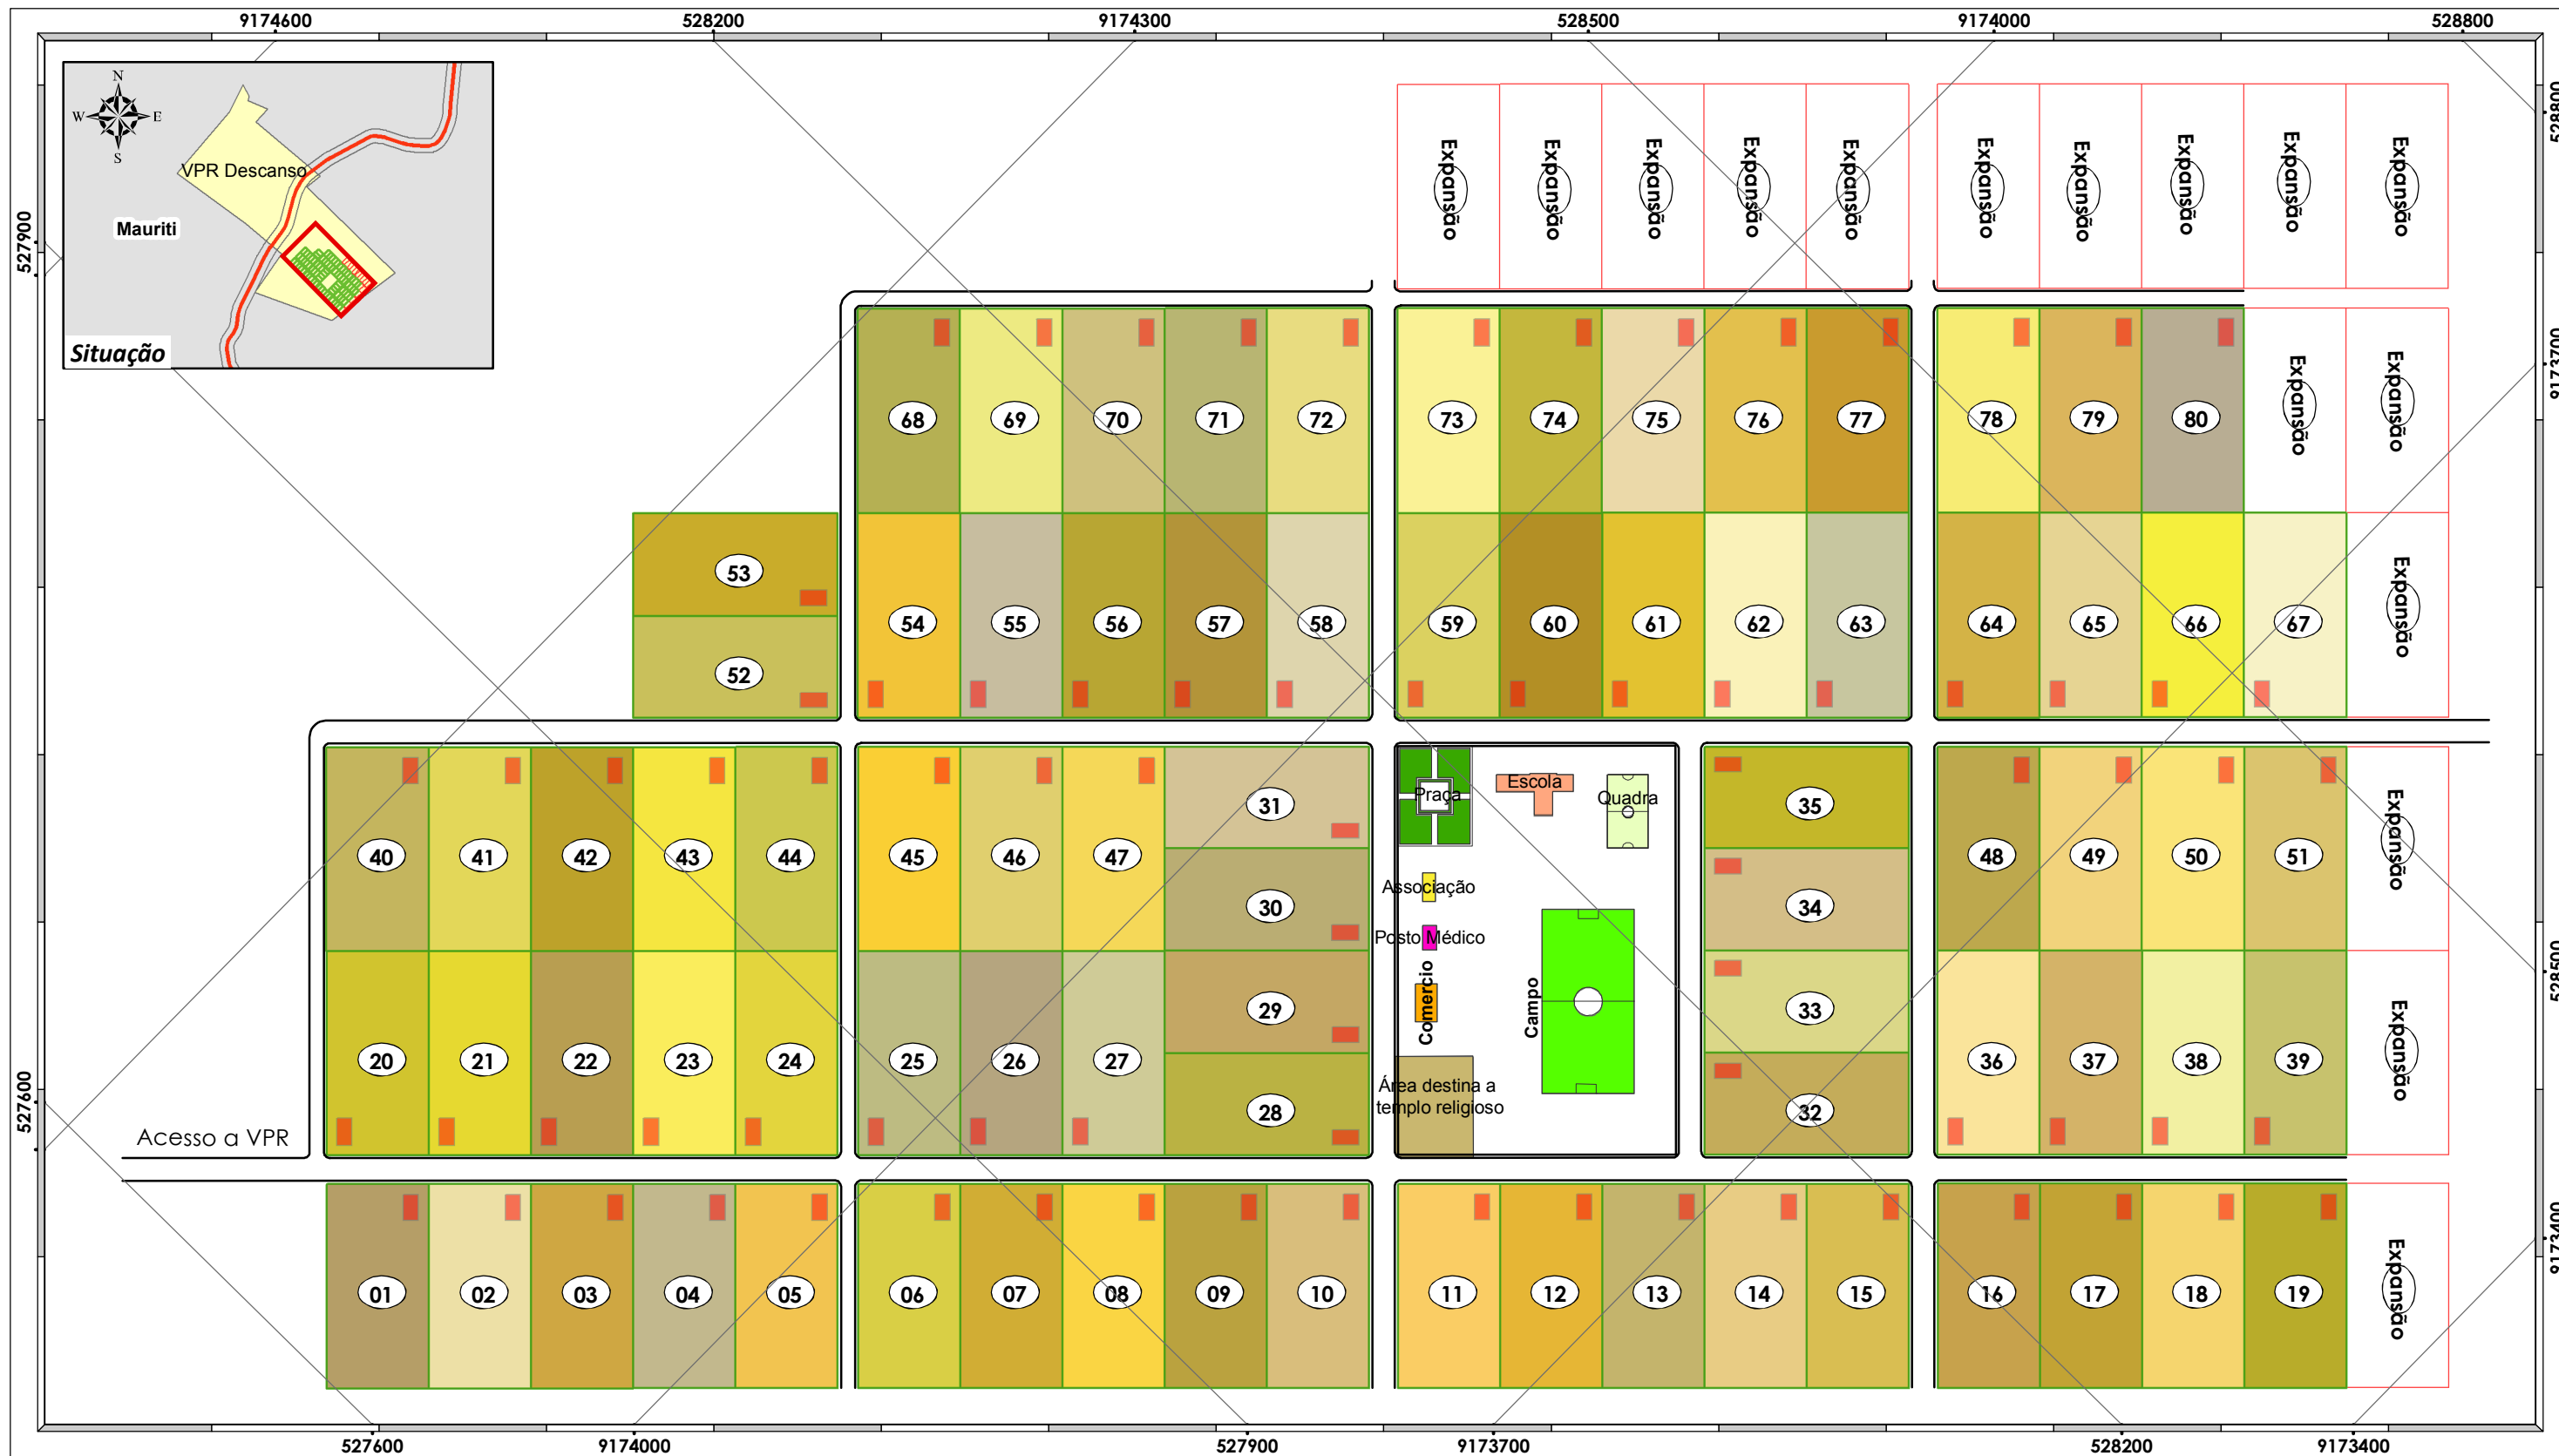 9174600 528200 9174300 528500 9174000 528800
N
W E
S
VPR Descanso
Mauriti
Situação
527900
527600
528800
9173700
528500
9173400
Expansão Expansão Expansão Expansão Expansão Expansão Expansão Expansão Expansão Expansão
68 69 70 71 72 73 74 75 76 77 78 79 80 Expansão Expansão
53
52
54 55 56 57 58 59 60 61 62 63 64 65 66 67 Expansão
40 41 42 43 44 45 46 47
31
30
29
28
Praça
Escola
Quadra
Associação
Posto Médico
Comercio
Campo
Área destina a
templo religioso
35
34
33
32
48 49 50 51 Expansão
20 21 22 23 24 25 26 27
36 37 38 39 Expansão
Acesso a VPR
01 02 03 04 05 06 07 08 09 10 11 12 13 14 15 16 17 18 19 Expansão
527600 9174000 527900 9173700 528200 9173400